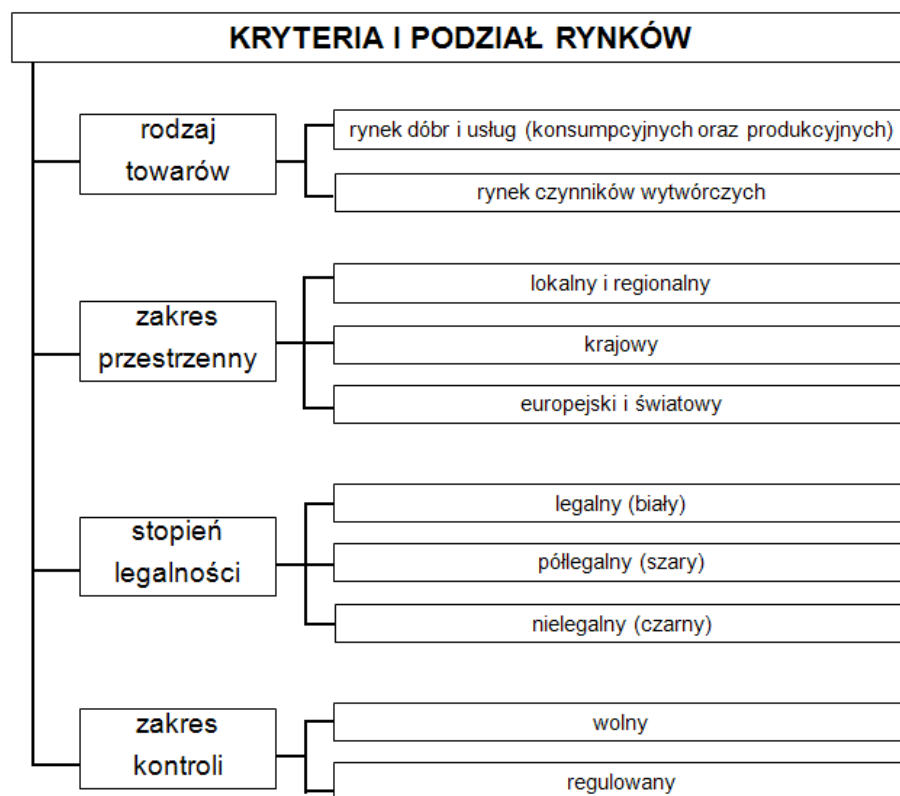 KRYTERIA I PODZIAŁ RYNKÓW
rodzaj
towarów
rynek dóbr i usług (konsumpcyjnych oraz produkcyjnych)
rynek czynników wytwórczych
zakres
przestrzenny
lokalny i regionalny
krajowy
europejski i światowy
stopień
legalności
legalny (biały)
półlegalny (szary)
nielegalny (czarny)
zakres
kontroli
wolny
regulowany